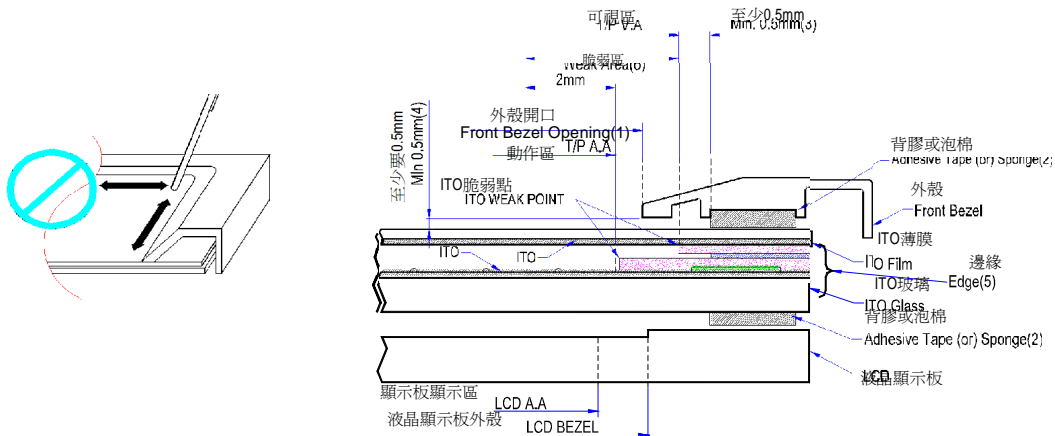 可視區
T/P V.A
至少0.5mm
Min. 0.5mm(3)
脆弱區
Weak Area(6)
2mm
至少要0.5mm
MIn 0.5mm(4)
外殼開口
Front Bezel Opening(1)
T/P A.A
動作區
背膠或泡棉
Adhesive Tape (or) Sponge(2)
ITO脆弱點
ITO WEAK POINT
外殼
Front Bezel
ITO薄膜
ITO Film
ITO
ITO
邊緣
Edge(5)
ITO玻璃
ITO Glass
背膠或泡棉
Adhesive Tape (or) Sponge(2)
液晶顯示板
LCD
顯示板顯示區
LCD A.A
液晶顯示板外殼
LCD BEZEL